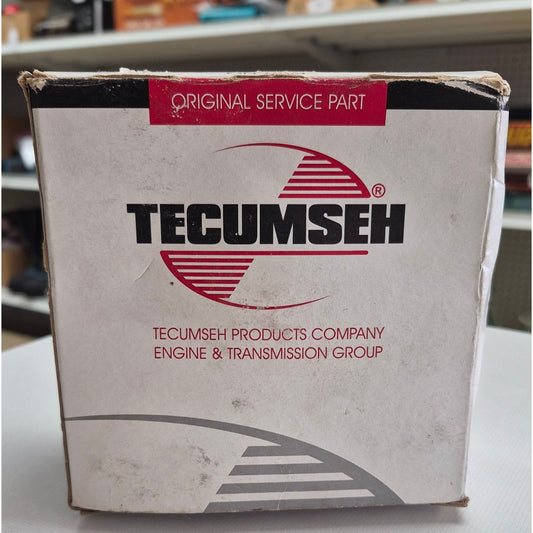 ORIGINAL SERVICE PART
TECUMSEH®
TECUMSEH PRODUCTS COMPANY
ENGINE & TRANSMISSION GROUP